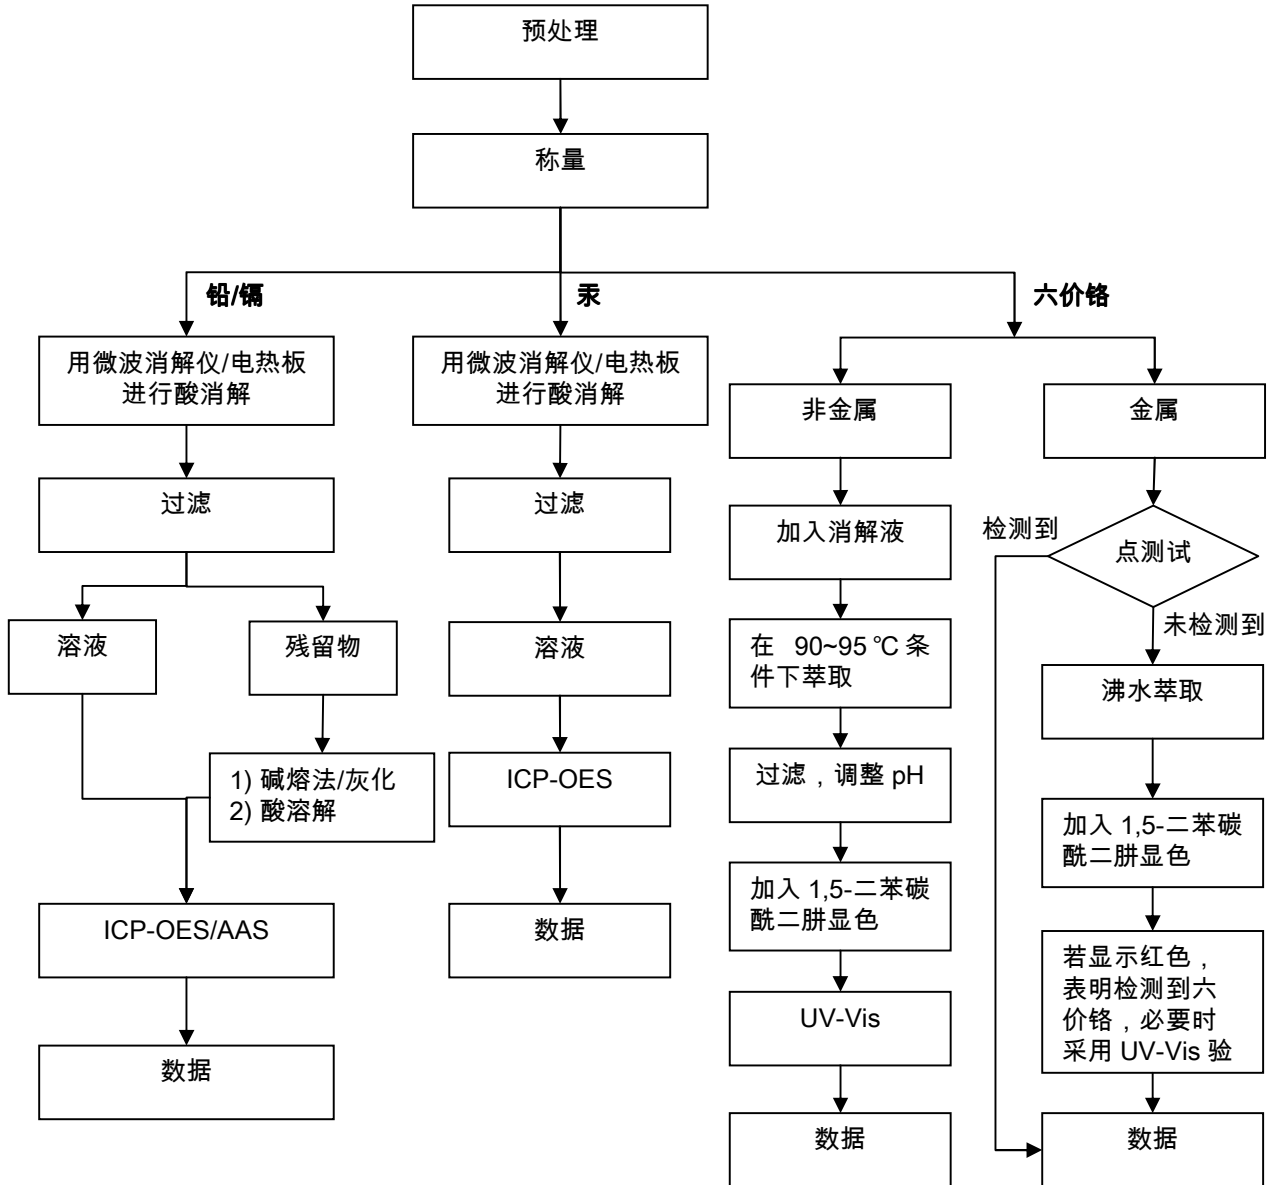 预处理
称量
铅/镉
汞
六价铬
用微波消解仪/电热板
进行酸消解
过滤
溶液
残留物
1) 碱熔法/灰化
2) 酸溶解
ICP-OES/AAS
数据
用微波消解仪/电热板
进行酸消解
过滤
溶液
ICP-OES
数据
非金属
加入消解液
在 90~95 ℃ 条
件下萃取
过滤，调整 pH
加入 1,5-二苯碳
酰二肼显色
UV-Vis
数据
金属
点测试
检测到
未检测到
沸水萃取
加入 1,5-二苯碳
酰二肼显色
若显示红色，
表明检测到六
价铬，必要时
采用 UV-Vis 验
数据